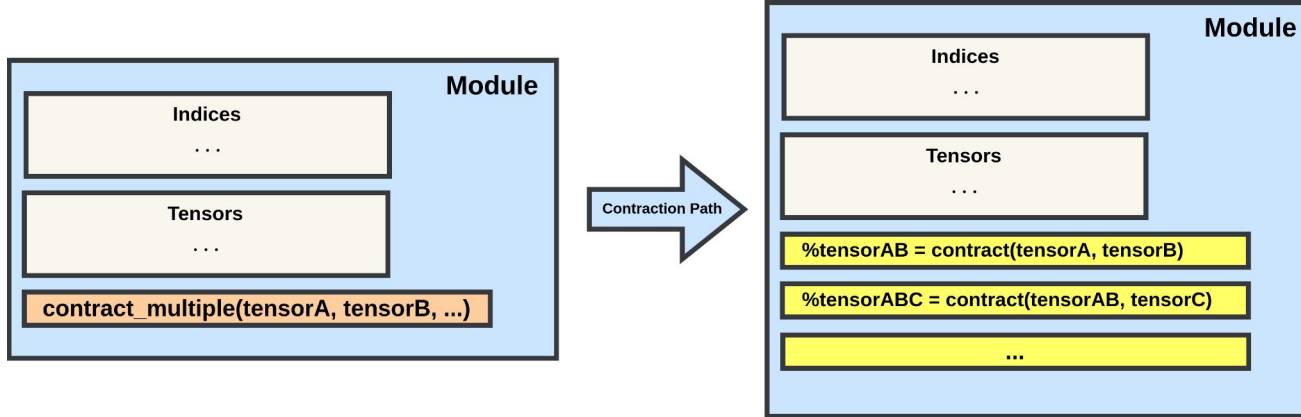 Module
Indices
. . .
Tensors
. . .
contract_multiple(tensorA, tensorB, ...)
Contraction Path
Module
Indices
. . .
Tensors
. . .
%tensorAB = contract(tensorA, tensorB)
%tensorABC = contract(tensorAB, tensorC)
...